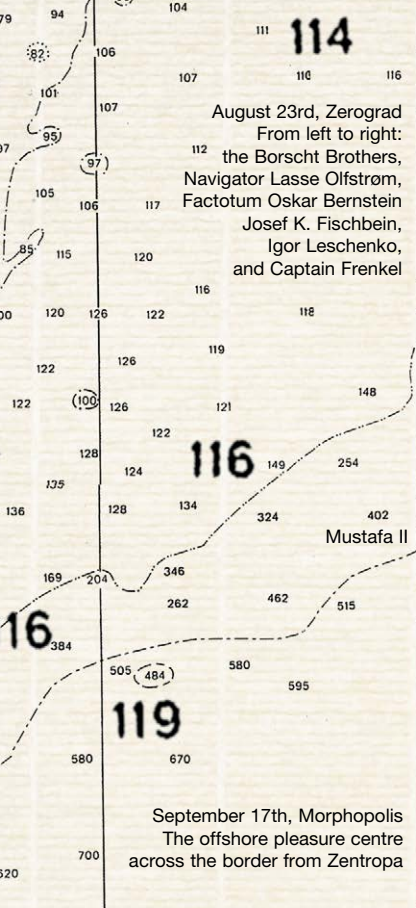 79 94 104
111 114
82 106
107 110 116
101
107
August 23rd, Zerograd
From left to right:
97 95 112 the Borscht Brothers,
97 Navigator Lasse Olfstrøm,
105 Factotum Oskar Bernstein
106 117 Josef K. Fischbein,
85 115 120 Igor Leschenko,
and Captain Frenkel
116
00 120 126 122 118
119
122 126
148
122 100 126 121
122
128 116 149 254
135 124
136 128 134 324 402
Mustafa II
169 204 346
262 462 515
16 384
505 484 580
595
119
580 670
September 17th, Morphopolis
The offshore pleasure centre
700 across the border from Zentropa
520